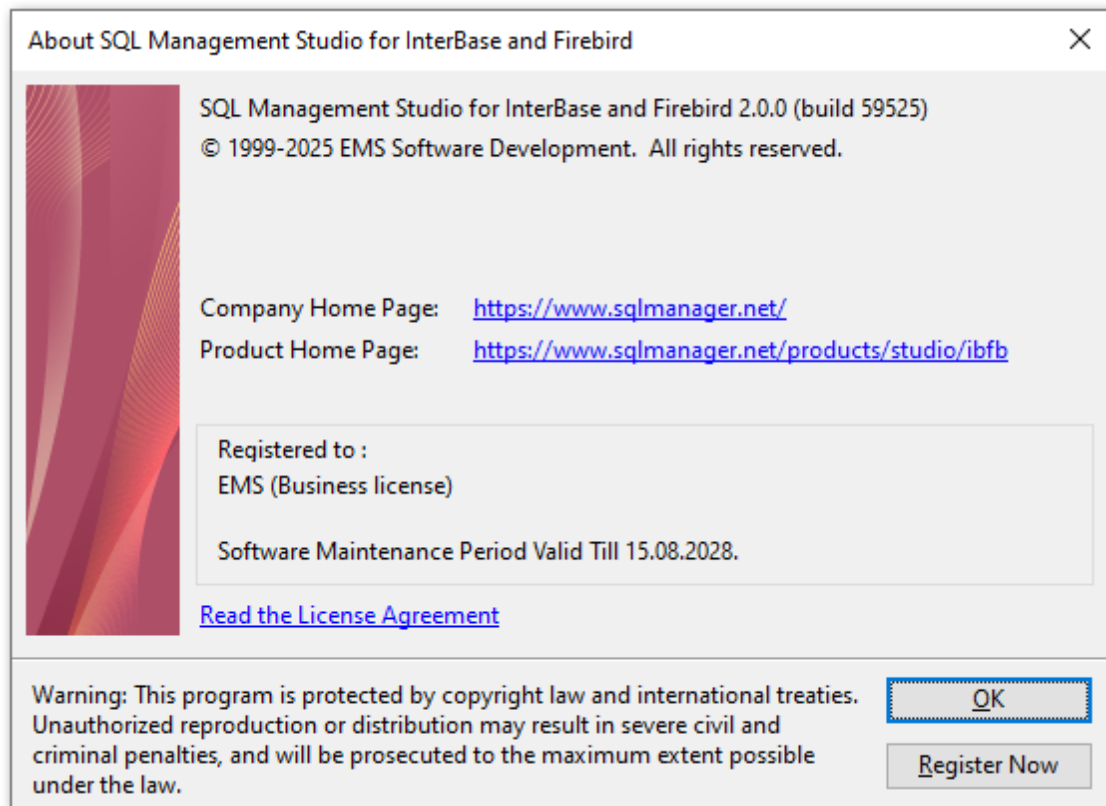 About SQL Management Studio for InterBase and Firebird
SQL Management Studio for InterBase and Firebird 2.0.0 (build 59525)
© 1999-2025 EMS Software Development.  All rights reserved.
Company Home Page: https://www.sqlmanager.net/
Product Home Page: https://www.sqlmanager.net/products/studio/ibfb
Registered to :
EMS (Business license)
Software Maintenance Period Valid Till 15.08.2028.
Read the License Agreement
Warning: This program is protected by copyright law and international treaties.
Unauthorized reproduction or distribution may result in severe civil and
criminal penalties, and will be prosecuted to the maximum extent possible
under the law.
OK
Register Now